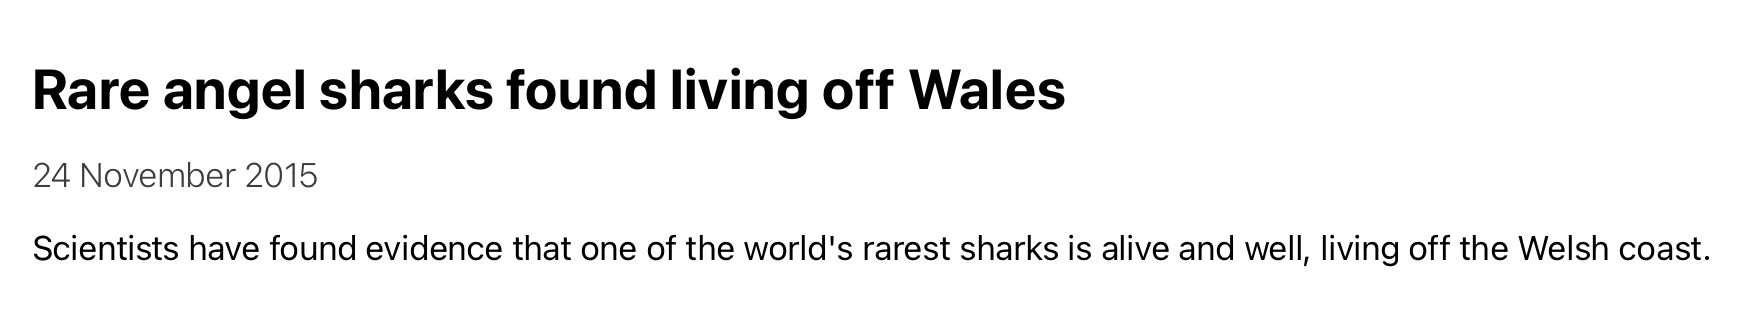 Rare angel sharks found living off Wales
24 November 2015
Scientists have found evidence that one of the world's rarest sharks is alive and well, living off the Welsh coast.